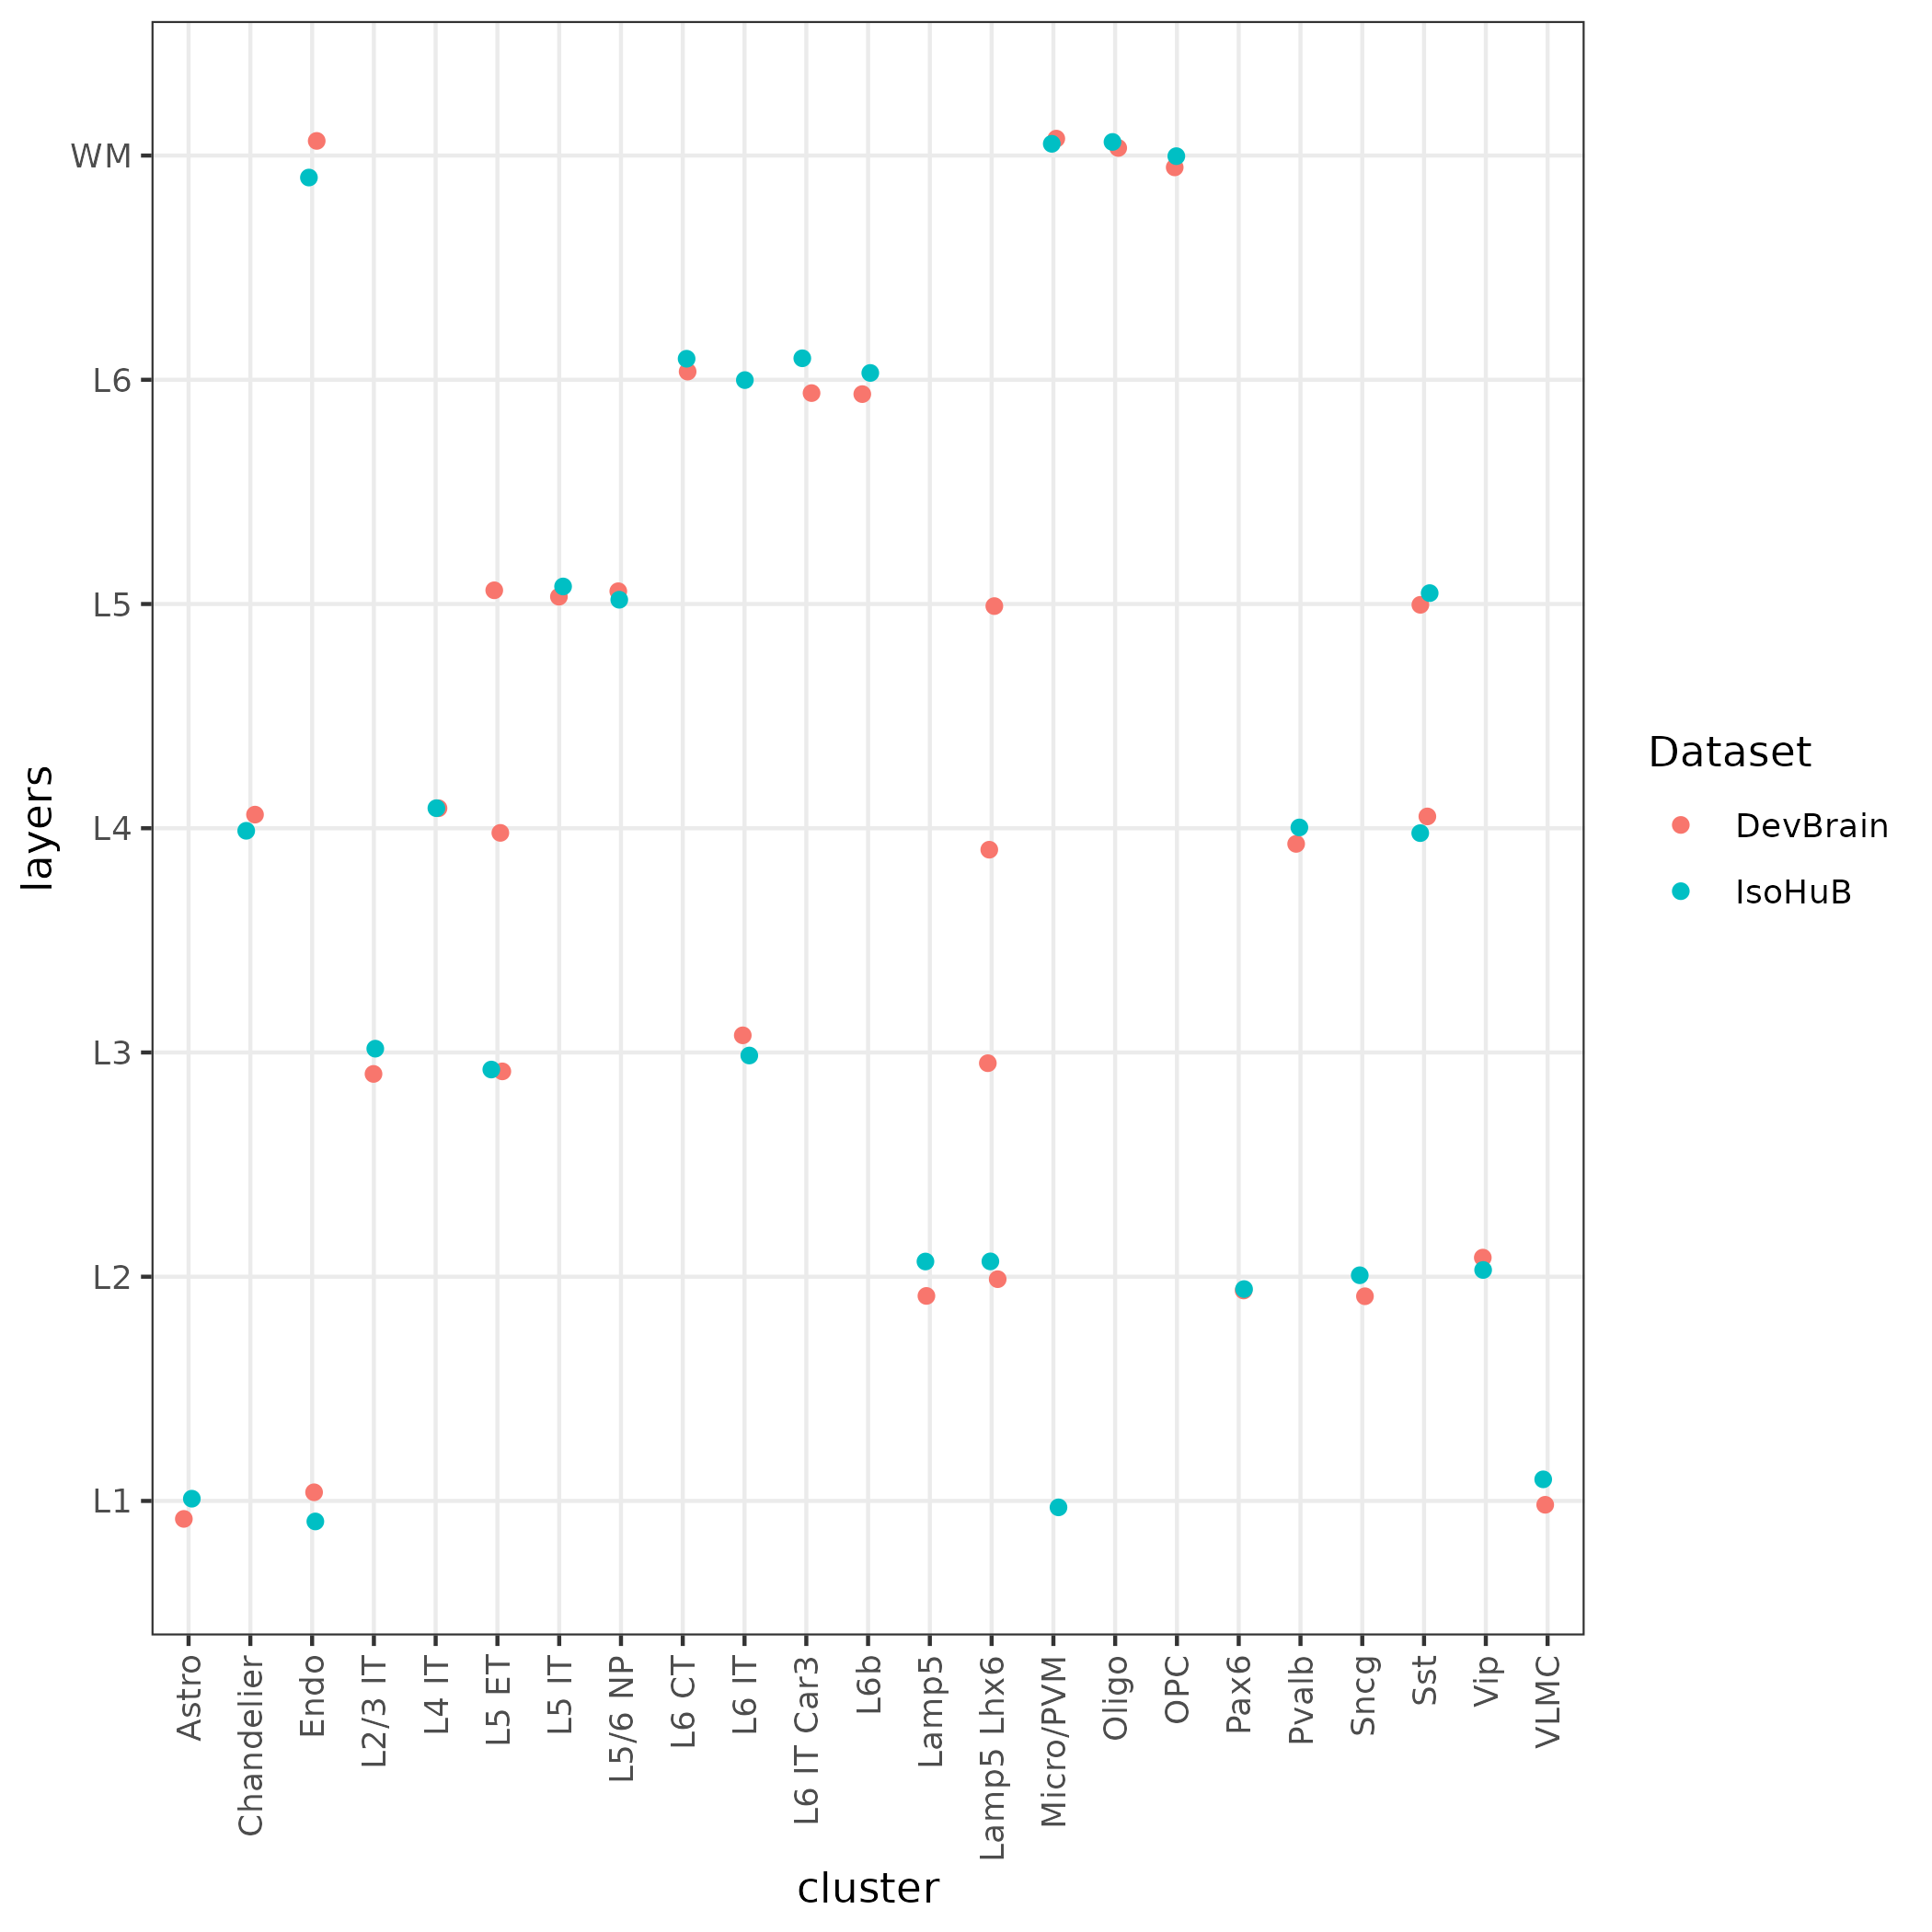 WM
L6
L5
L4
L3
L2
L1
layers
Astro
Chandelier
Endo
L2/3 IT
L4 IT
L5 ET
L5 IT
L5/6 NP
L6 CT
L6 IT
L6 IT Car3
L6b
Lamp5
Lamp5 Lhx6
Micro/PVM
Oligo
OPC
Pax6
Pvalb
Sncg
Sst
Vip
VLMC
cluster
Dataset
DevBrain
IsoHuB